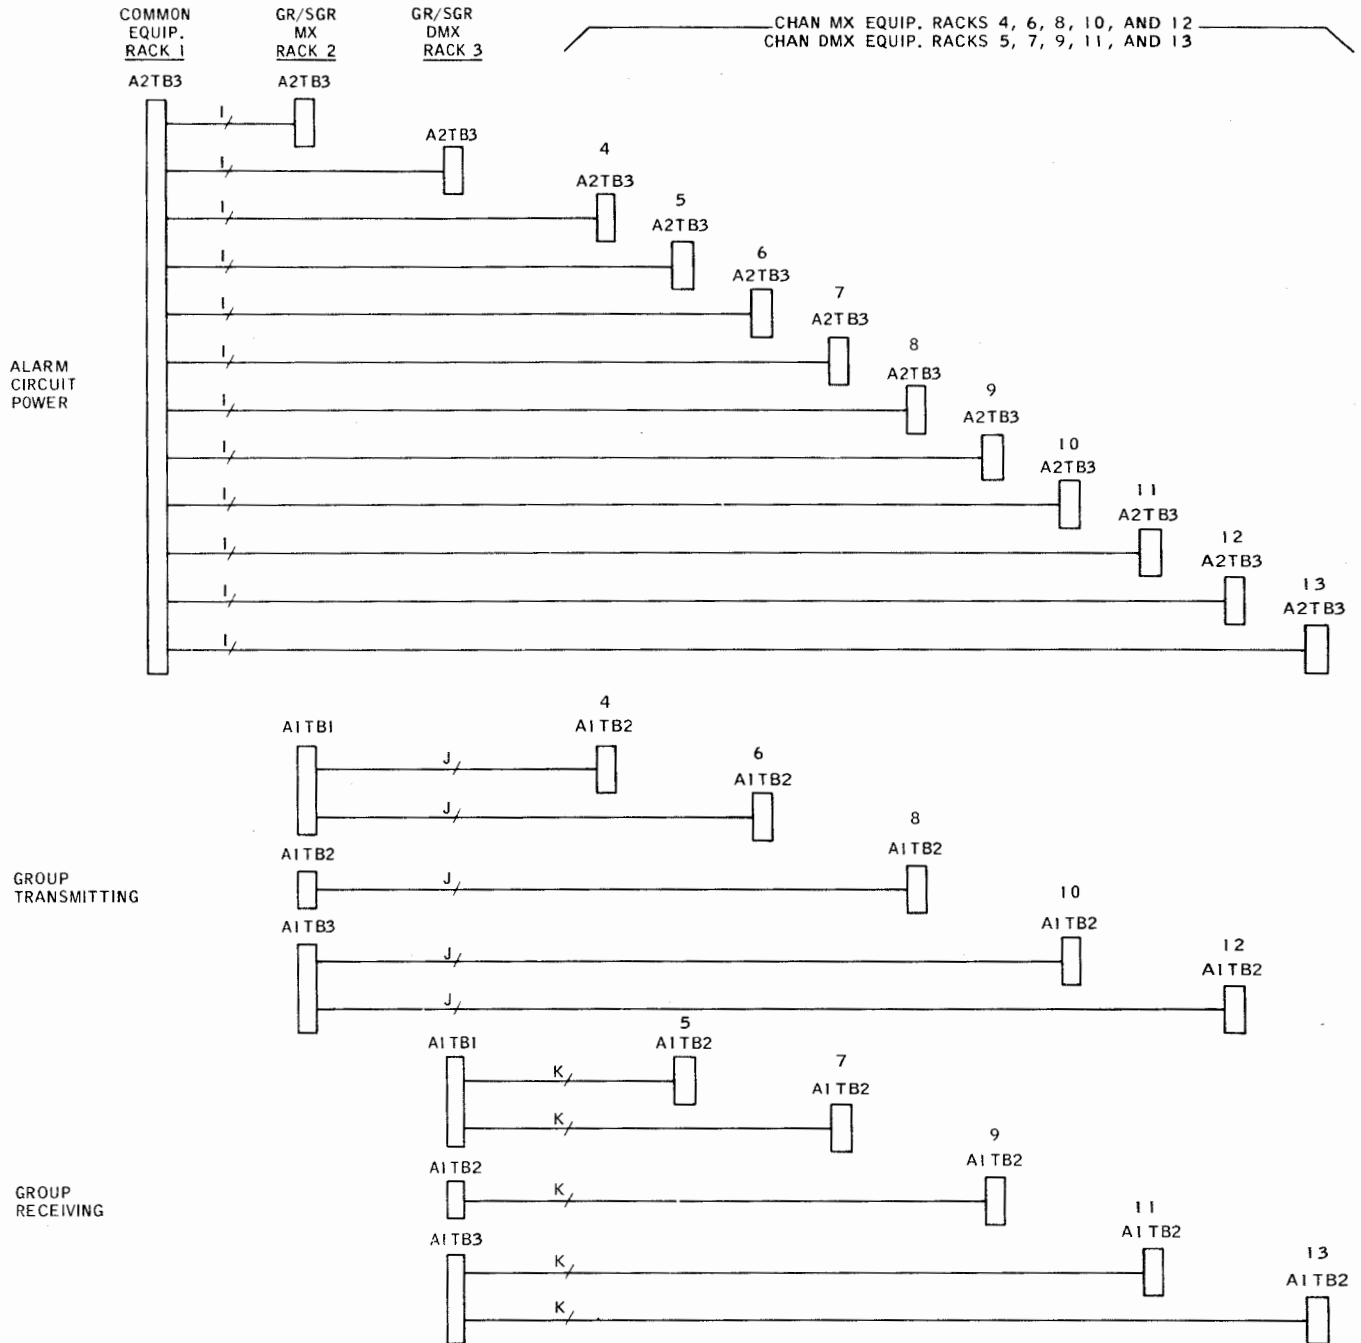 COMMON
EQUIP.
RACK 1
GR/SGR
MX
RACK 2
GR/SGR
DMX
RACK 3
CHAN MX EQUIP. RACKS 4, 6, 8, 10, AND 12
CHAN DMX EQUIP. RACKS 5, 7, 9, 11, AND 13
A2TB3
A2TB3
I
A2TB3
I
4
A2TB3
I
5
A2TB3
I
6
A2TB3
I
7
A2TB3
I
8
A2TB3
I
9
A2TB3
I
10
A2TB3
I
11
A2TB3
I
12
A2TB3
I
13
A2TB3
I
ALARM
CIRCUIT
POWER
A1TB1
4
A1TB2
J
6
A1TB2
J
A1TB2
8
A1TB2
J
GROUP
TRANSMITTING
A1TB3
10
A1TB2
J
12
A1TB2
J
A1TB1
5
A1TB2
K
7
A1TB2
K
A1TB2
9
A1TB2
K
GROUP
RECEIVING
A1TB3
11
A1TB2
K
13
A1TB2
K